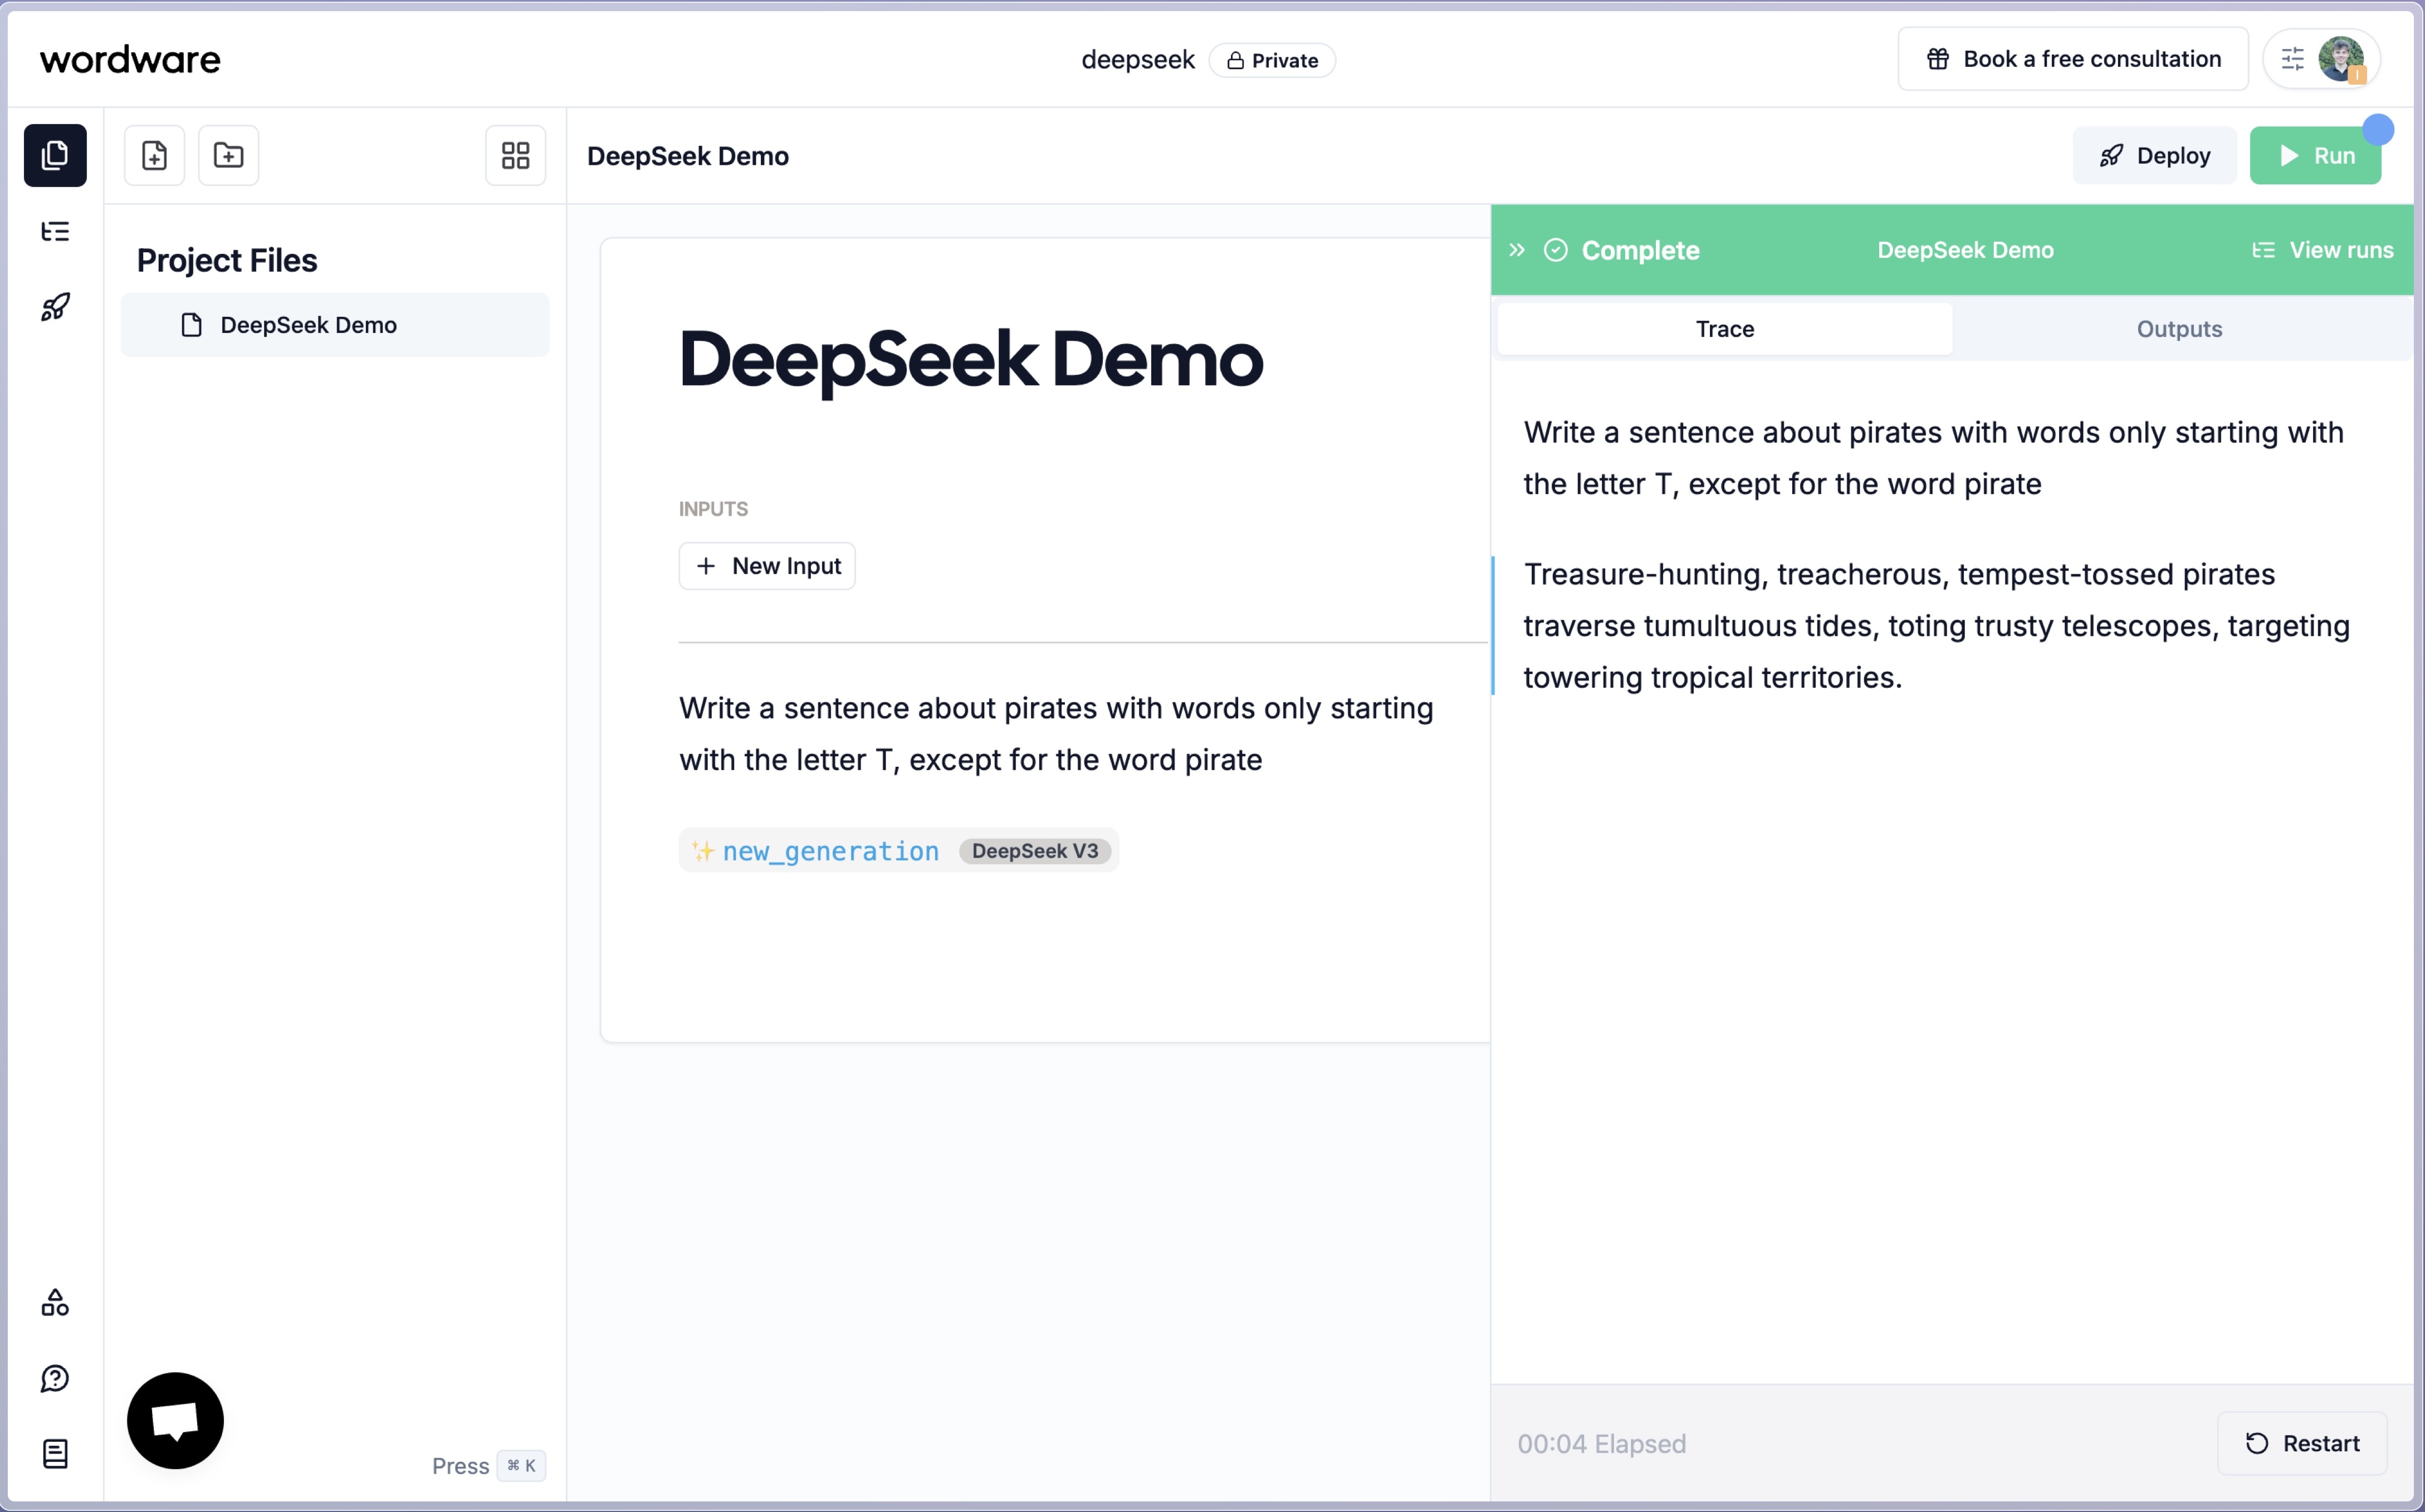 wordware
deepseek
Private
Book a free consultation
DeepSeek Demo
Deploy
Run
Project Files
DeepSeek Demo
Press ⌘ K
DeepSeek Demo
INPUTS
+ New Input
Write a sentence about pirates with words only starting
with the letter T, except for the word pirate
new_generation DeepSeek V3
Complete
DeepSeek Demo
View runs
Trace
Outputs
Write a sentence about pirates with words only starting with
the letter T, except for the word pirate
Treasure-hunting, treacherous, tempest-tossed pirates
traverse tumultuous tides, toting trusty telescopes, targeting
towering tropical territories.
00:04 Elapsed
Restart